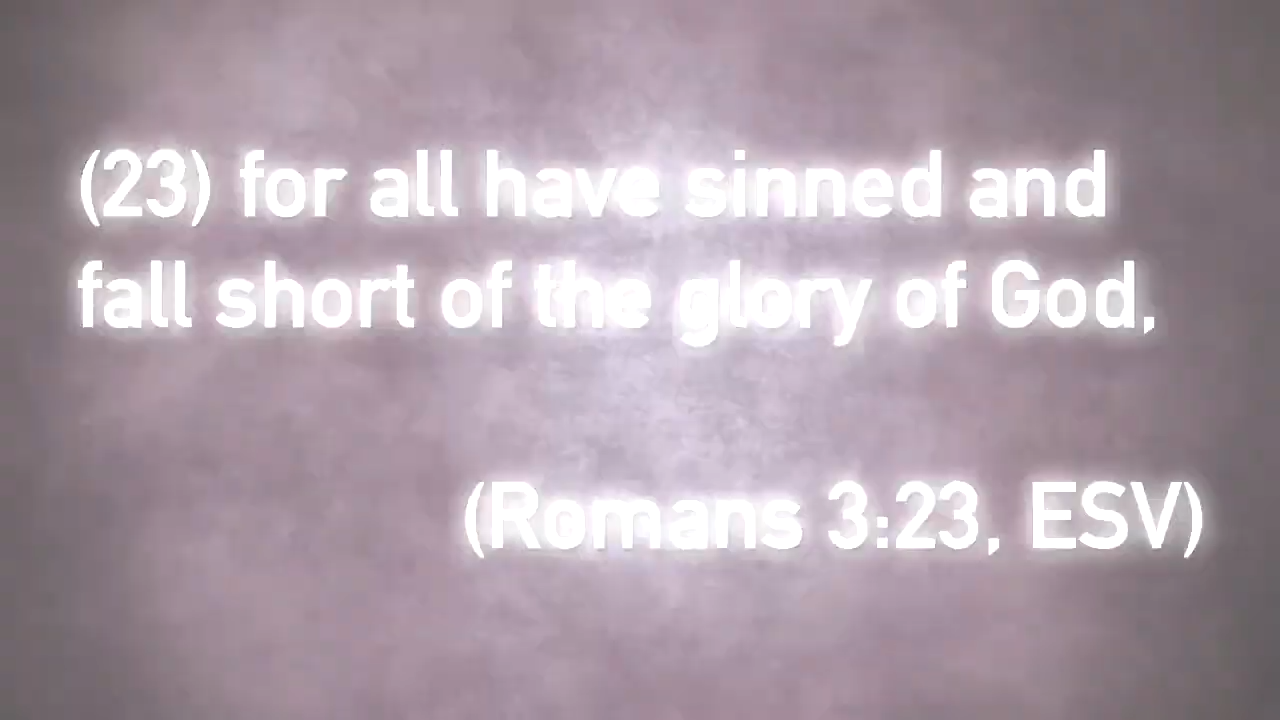 (23) for all have sinned and
fall short of the glory of God,
(Romans 3:23, ESV)